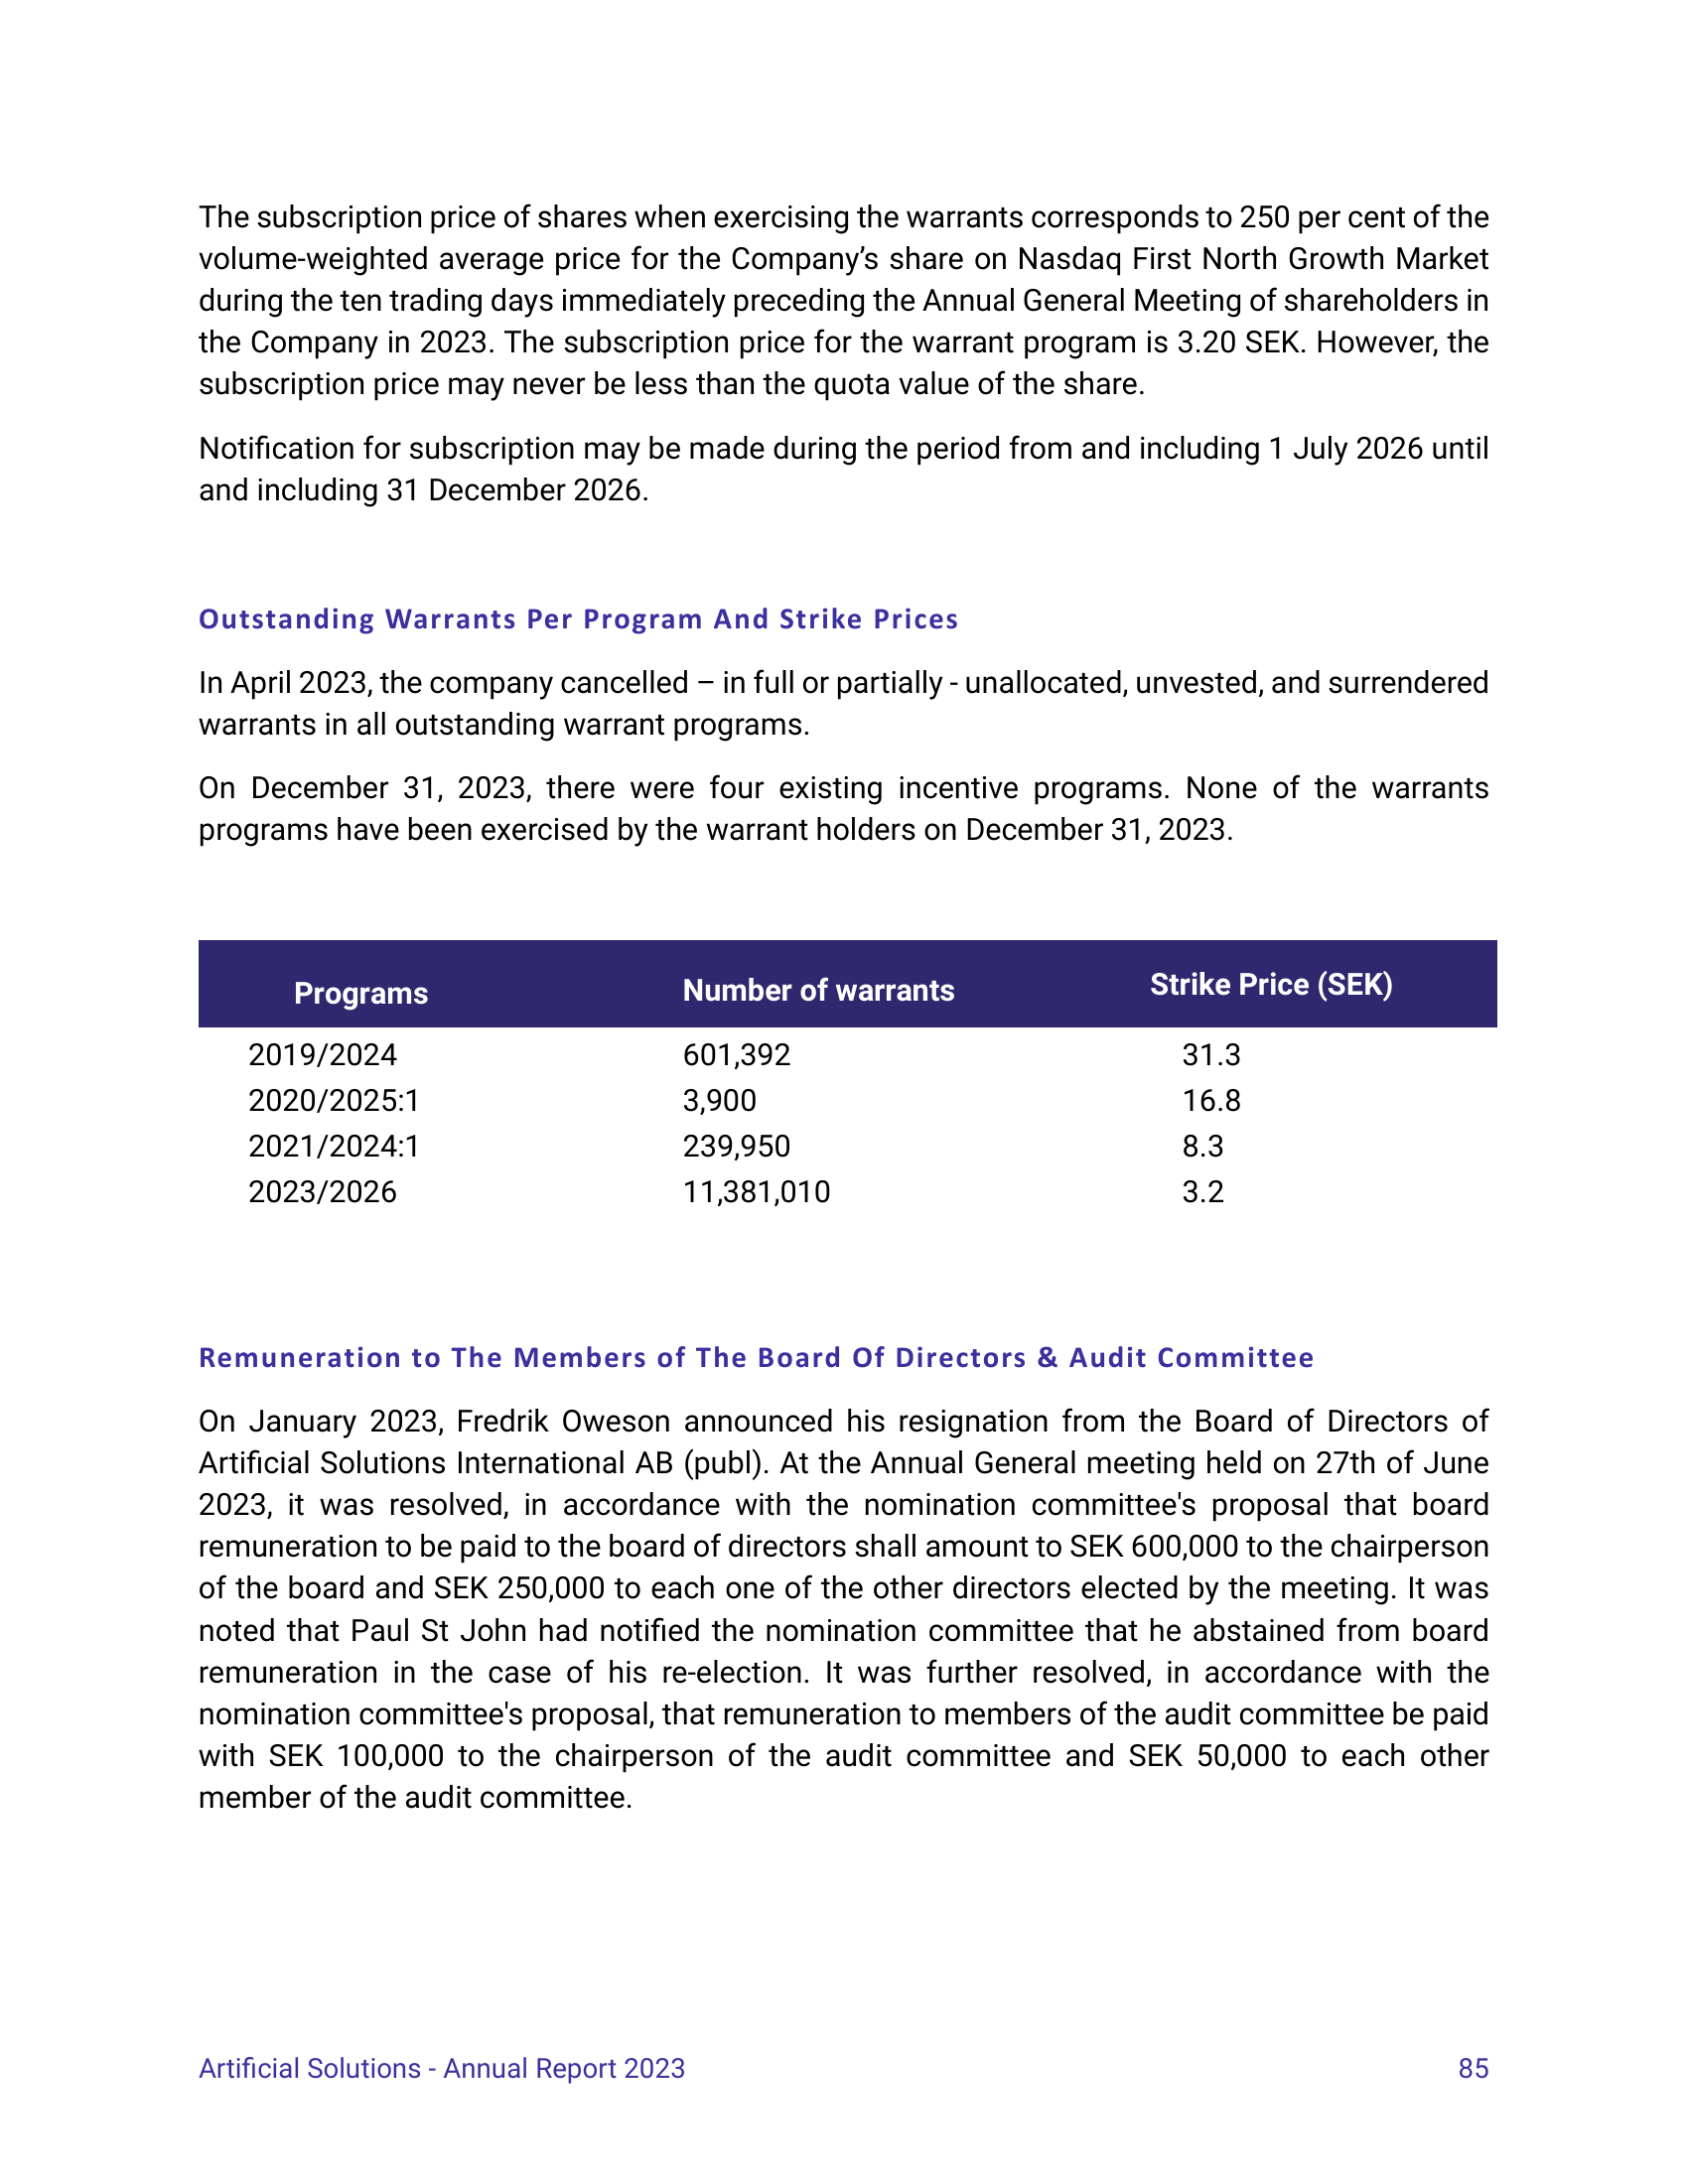 The subscription price of shares when exercising the warrants corresponds to 250 per cent of the
volume-weighted average price for the Company’s share on Nasdaq First North Growth Market
during the ten trading days immediately preceding the Annual General Meeting of shareholders in
the Company in 2023. The subscription price for the warrant program is 3.20 SEK. However, the
subscription price may never be less than the quota value of the share.
Notification for subscription may be made during the period from and including 1 July 2026 until
and including 31 December 2026.
Outstanding Warrants Per Program And Strike Prices
In April 2023, the company cancelled – in full or partially - unallocated, unvested, and surrendered
warrants in all outstanding warrant programs.
On December 31, 2023, there were four existing incentive programs. None of the warrants
programs have been exercised by the warrant holders on December 31, 2023.
Programs Number of warrants Strike Price (SEK)
2019/2024 601,392 31.3
2020/2025:1 3,900 16.8
2021/2024:1 239,950 8.3
2023/2026 11,381,010 3.2
Remuneration to The Members of The Board Of Directors & Audit Committee
On January 2023, Fredrik Oweson announced his resignation from the Board of Directors of
Artificial Solutions International AB (publ). At the Annual General meeting held on 27th of June
2023, it was resolved, in accordance with the nomination committee's proposal that board
remuneration to be paid to the board of directors shall amount to SEK 600,000 to the chairperson
of the board and SEK 250,000 to each one of the other directors elected by the meeting. It was
noted that Paul St John had notified the nomination committee that he abstained from board
remuneration in the case of his re-election. It was further resolved, in accordance with the
nomination committee's proposal, that remuneration to members of the audit committee be paid
with SEK 100,000 to the chairperson of the audit committee and SEK 50,000 to each other
member of the audit committee.
Artificial Solutions - Annual Report 2023 85